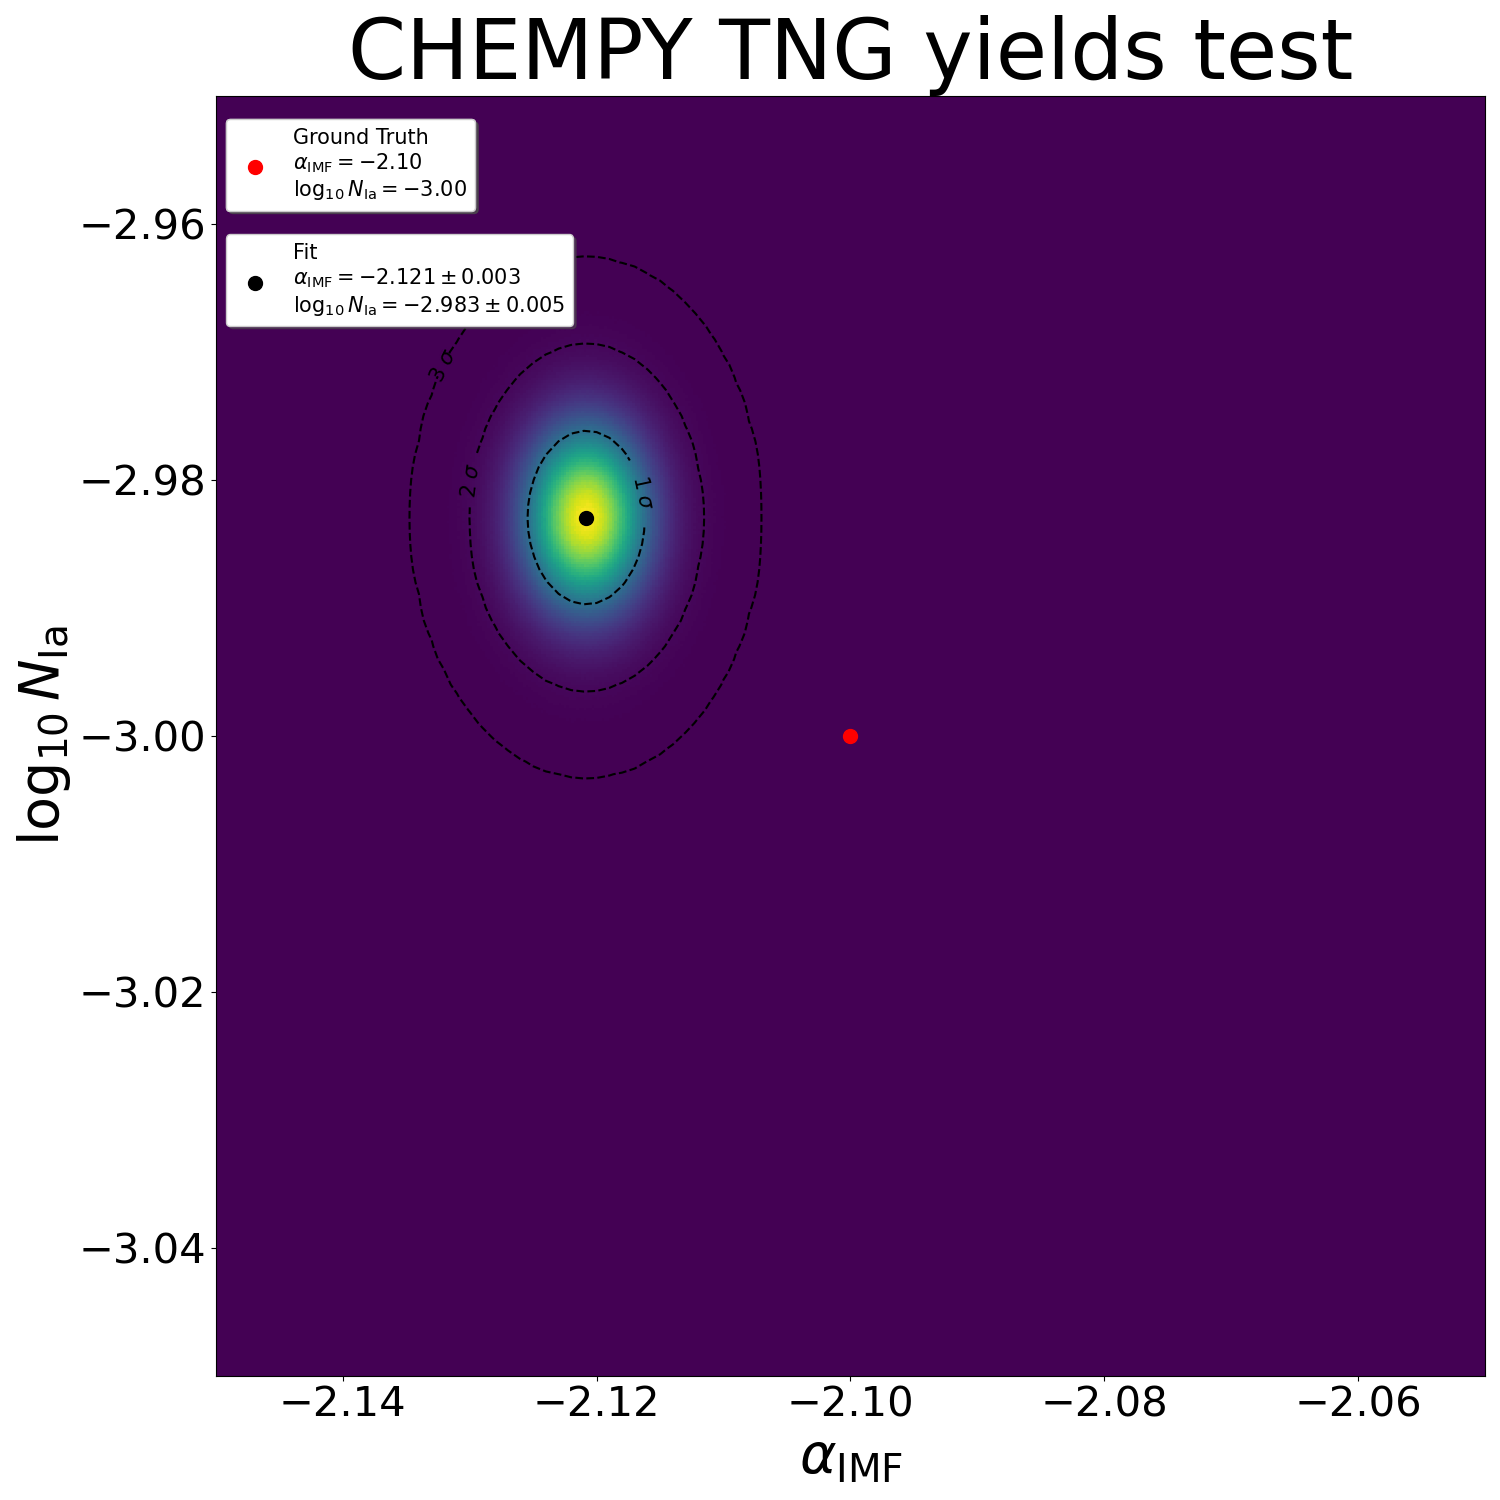 CHEMPY TNG yields test
Ground Truth
α_IMF = −2.10
log₁₀ N_Ia = −3.00
Fit
α_IMF = −2.121 ± 0.003
log₁₀ N_Ia = −2.983 ± 0.005
3 σ
2 σ
1 σ
−2.96
−2.98
−3.00
−3.02
−3.04
log₁₀ N_Ia
−2.14
−2.12
−2.10
−2.08
−2.06
α_IMF